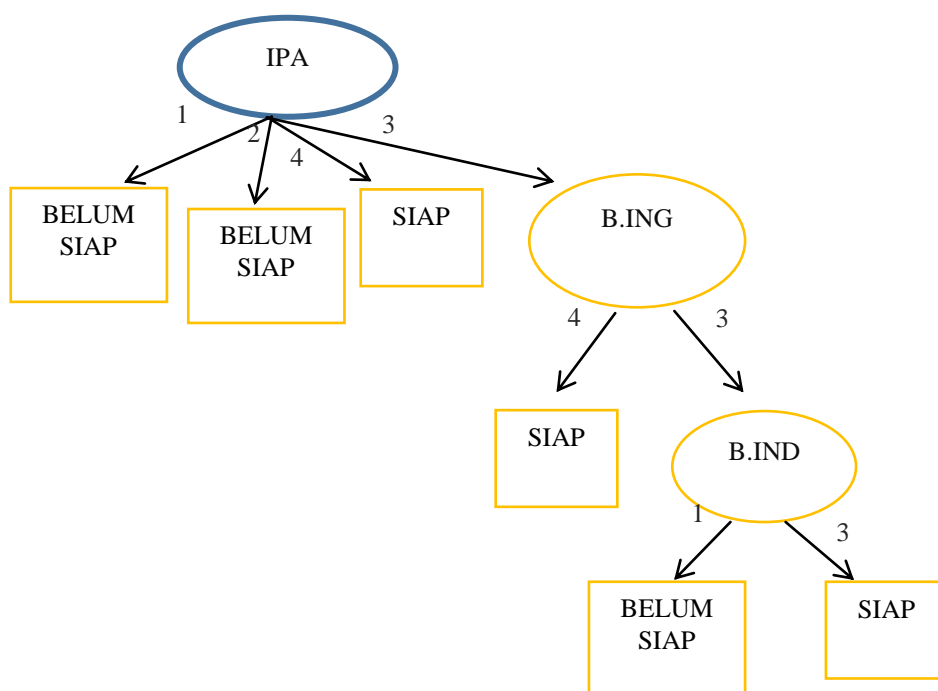 IPA
1
2
4
3
BELUM
SIAP
BELUM
SIAP
SIAP
B.ING
4
3
SIAP
B.IND
1
3
BELUM
SIAP
SIAP